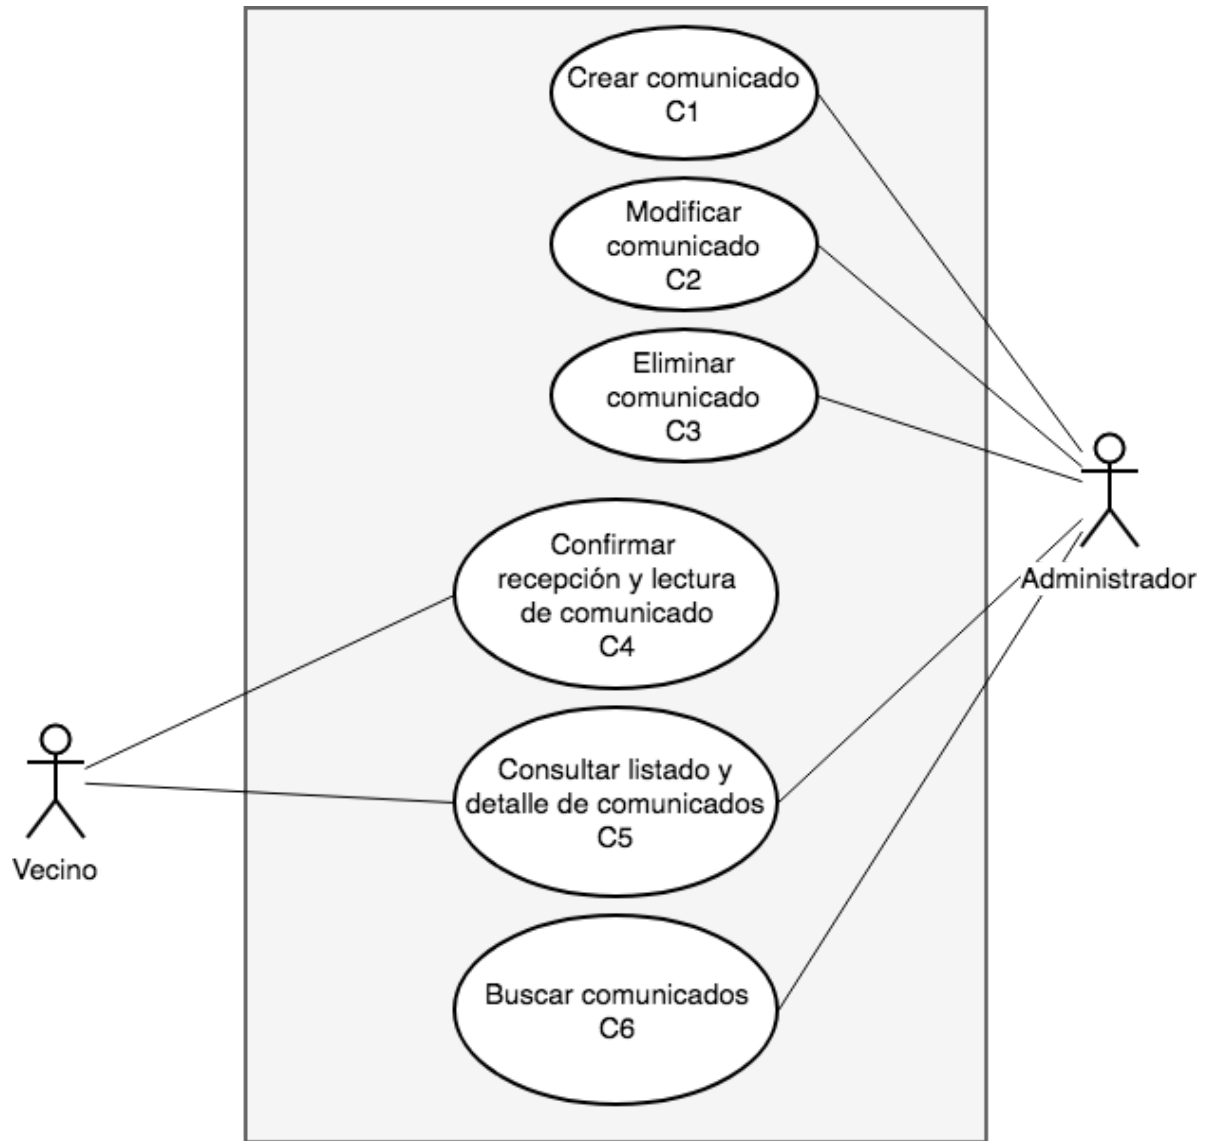 Crear comunicado
C1
Modificar
comunicado
C2
Eliminar
comunicado
C3
Confirmar
recepción y lectura
de comunicado
C4
Administrador
Consultar listado y
detalle de comunicados
C5
Vecino
Buscar comunicados
C6